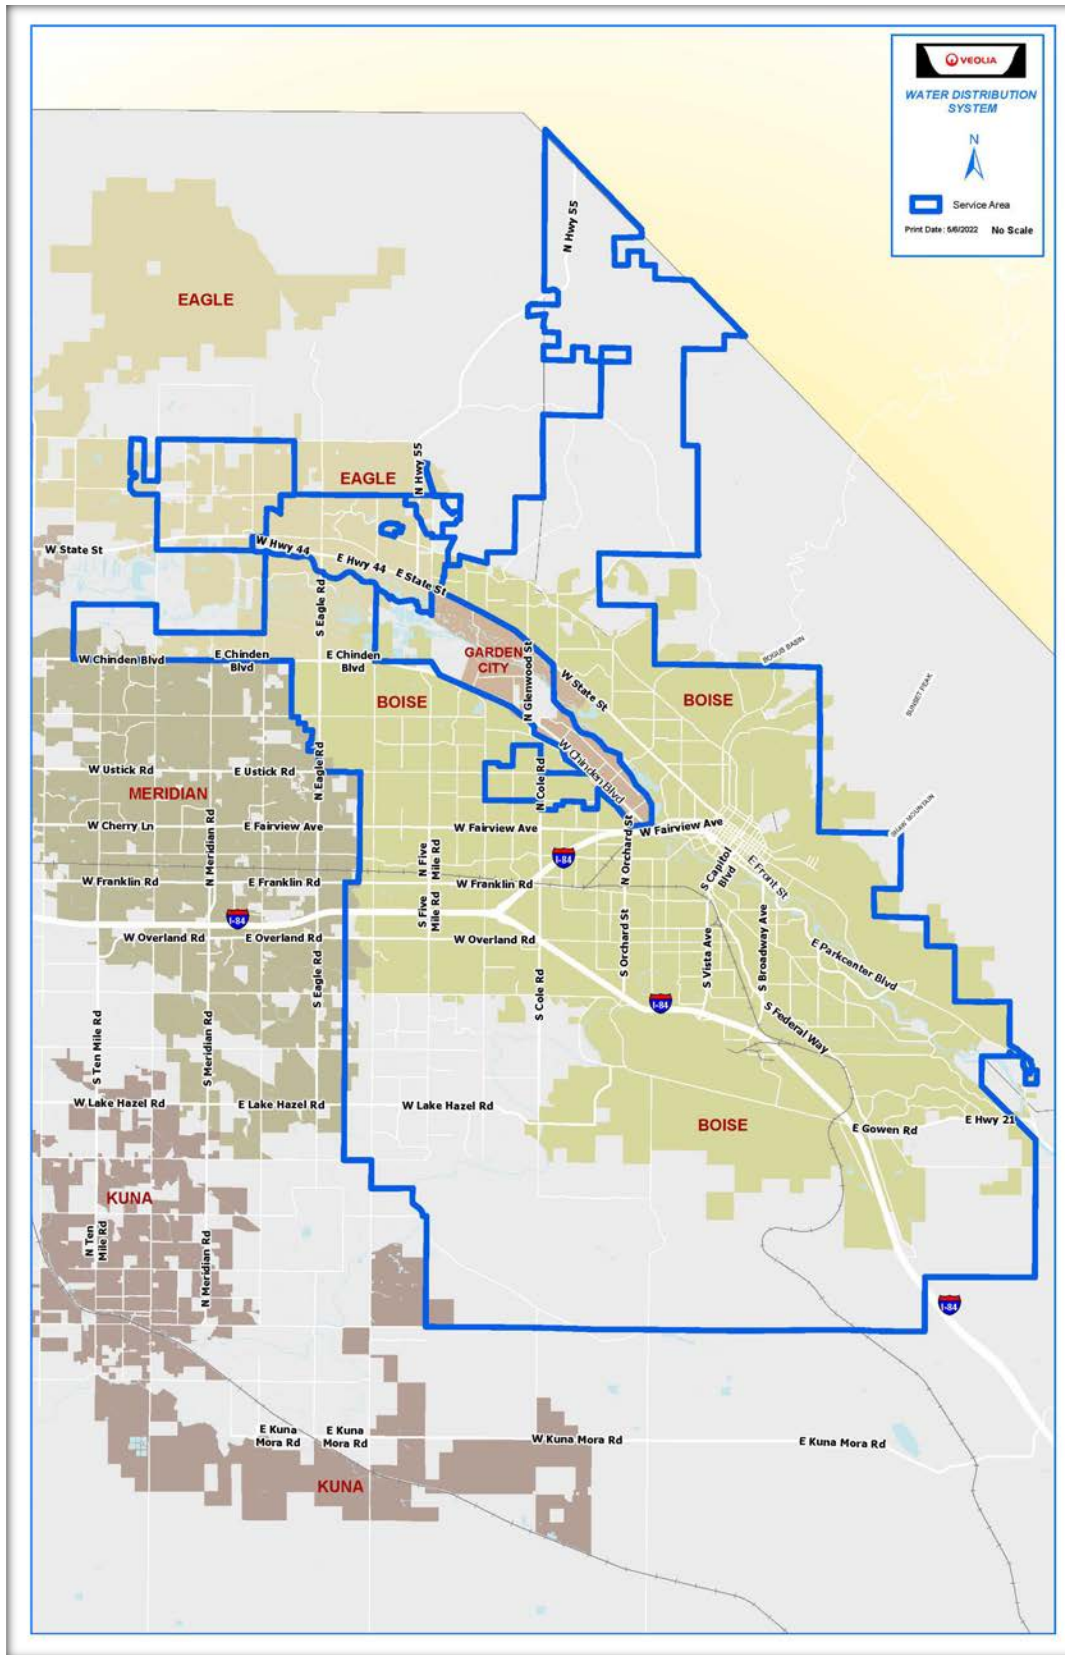 VEOLIA
WATER DISTRIBUTION
SYSTEM
N
Service Area
Print Date: 5/6/2022 No Scale
N Hwy 55
EAGLE
EAGLE
N Hwy 55
W State St
W Hwy 44
E Hwy 44
E State St
S Eagle Rd
W Chinden Blvd
E Chinden
Blvd
E Chinden
Blvd
GARDEN
CITY
N Glenwood St
W State St
BOGUS BASIN
SUNSET PEAK
BOISE
BOISE
W Chinden Blvd
N Cole Rd
N Eagle Rd
W Ustick Rd
E Ustick Rd
MERIDIAN
N Meridian Rd
W Cherry Ln
E Fairview Ave
W Fairview Ave
W Fairview Ave
SHAW MOUNTAIN
N Five
Mile Rd
I-84
N Orchard St
S Capitol
Blvd
E Front St
W Franklin Rd
E Franklin Rd
W Franklin Rd
S Five
Mile Rd
I-84
W Overland Rd
E Overland Rd
W Overland Rd
S Eagle Rd
S Cole Rd
S Orchard St
S Vista Ave
S Broadway Ave
E Parkcenter Blvd
I-84
S Federal Way
S Ten Mile Rd
S Meridian Rd
W Lake Hazel Rd
E Lake Hazel Rd
W Lake Hazel Rd
BOISE
E Gowen Rd
E Hwy 21
KUNA
N Ten
Mile Rd
N Meridian Rd
I-84
E Kuna
Mora Rd
E Kuna
Mora Rd
W Kuna Mora Rd
E Kuna Mora Rd
KUNA